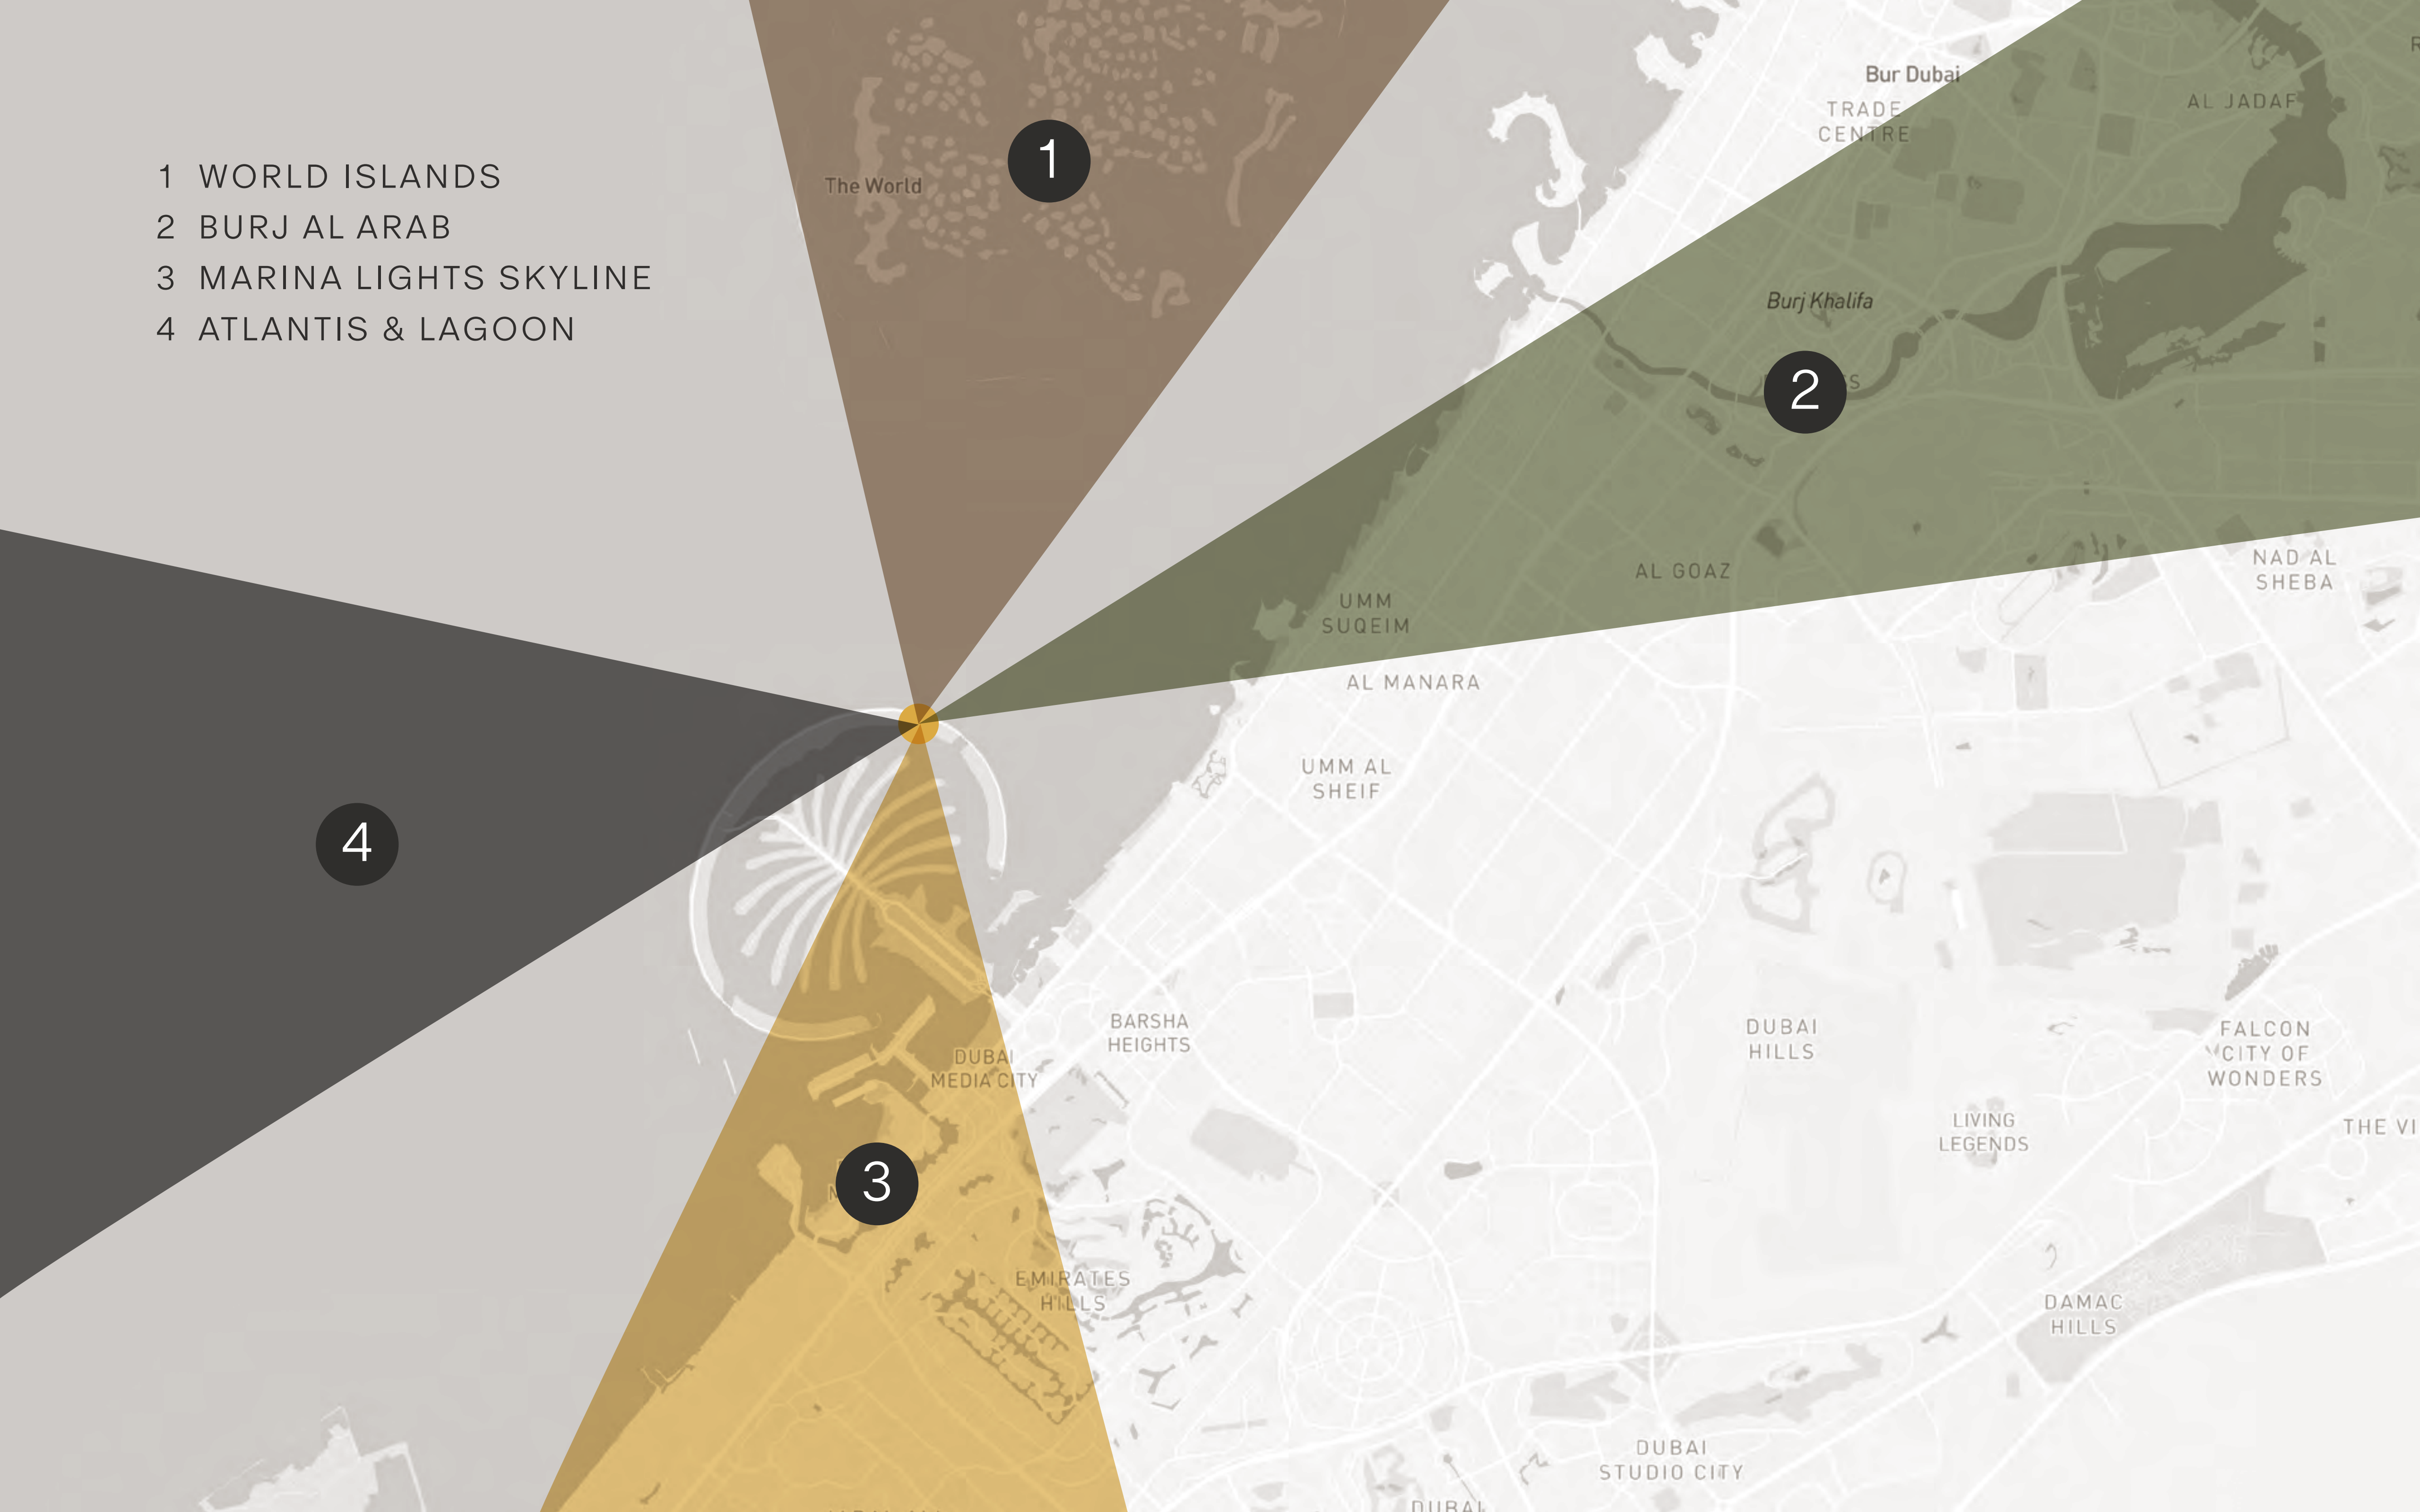 1 WORLD ISLANDS
2 BURJ AL ARAB
3 MARINA LIGHTS SKYLINE
4 ATLANTIS & LAGOON
The World
1
Bur Dubai
TRADE
CENTRE
AL JADAF
Burj Khalifa
2
AL GOAZ
UMM
SUQEIM
NAD AL
SHEBA
AL MANARA
UMM AL
SHEIF
4
BARSHA
HEIGHTS
DUBAI
MEDIA CITY
DUBAI
HILLS
FALCON
CITY OF
WONDERS
LIVING
LEGENDS
THE VI
3
EMIRATES
HILLS
DAMAC
HILLS
DUBAI
STUDIO CITY
DUBAI